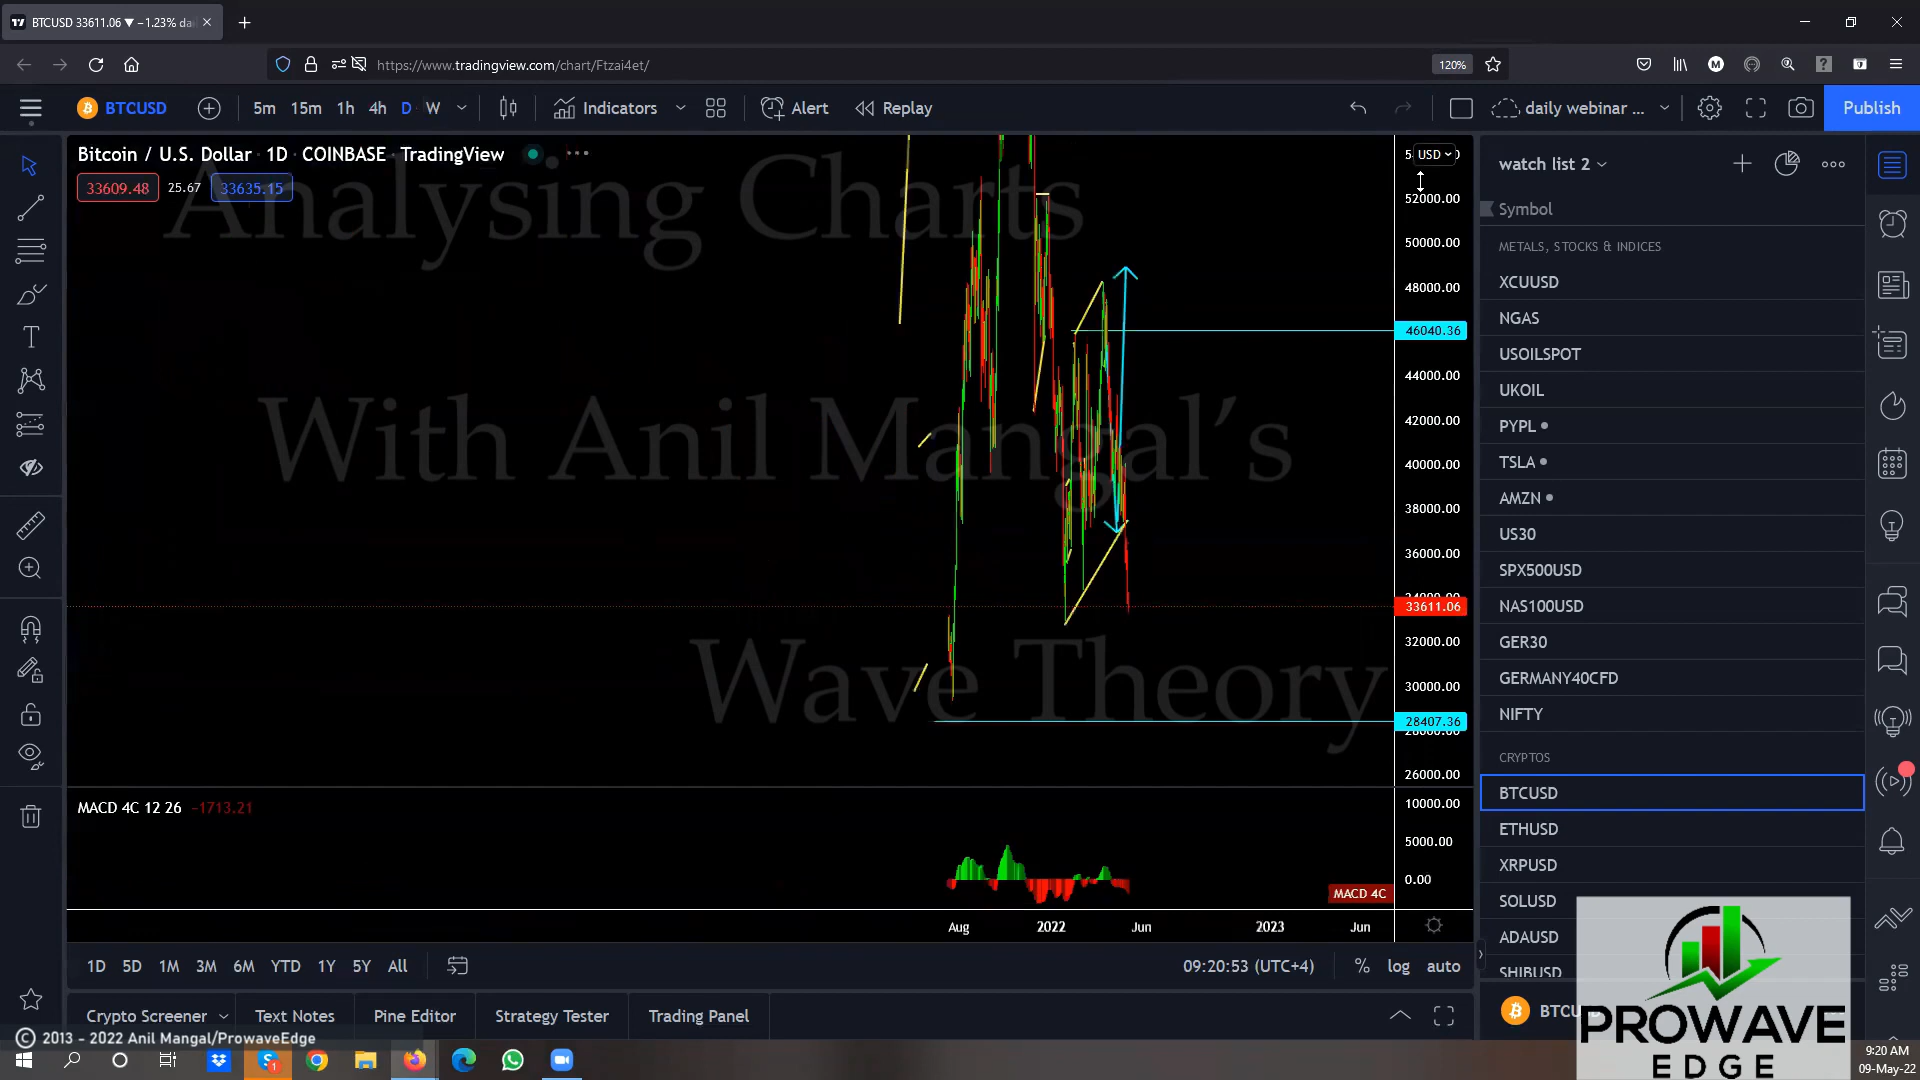 BTCUSD 33611.06 ▼ −1.23% dai
https://www.tradingview.com/chart/Ftzai4et/
120%
BTCUSD 5m 15m 1h 4h D W Indicators Alert Replay daily webinar ... Publish
Bitcoin / U.S. Dollar · 1D · COINBASE · TradingView
33609.48 25.67 33635.15
Analysing Charts
With Anil Mangal's
Wave Theory
USD
52000.00
50000.00
48000.00
46040.36
44000.00
42000.00
40000.00
38000.00
36000.00
33611.06
32000.00
30000.00
28407.36
28000.00
26000.00
MACD 4C 12 26 −1713.21
10000.00
5000.00
0.00
MACD 4C
Aug 2022 Jun 2023 Jun
1D 5D 1M 3M 6M YTD 1Y 5Y All
09:20:53 (UTC+4) % log auto
Crypto Screener Text Notes Pine Editor Strategy Tester Trading Panel
© 2013 - 2022 Anil Mangal/ProwaveEdge
watch list 2
Symbol
METALS, STOCKS & INDICES
XCUUSD
NGAS
USOILSPOT
UKOIL
PYPL
TSLA
AMZN
US30
SPX500USD
NAS100USD
GER30
GERMANY40CFD
NIFTY
CRYPTOS
BTCUSD
ETHUSD
XRPUSD
SOLUSD
ADAUSD
SHIBUSD
PROWAVE
EDGE
9:20 AM
09-May-22